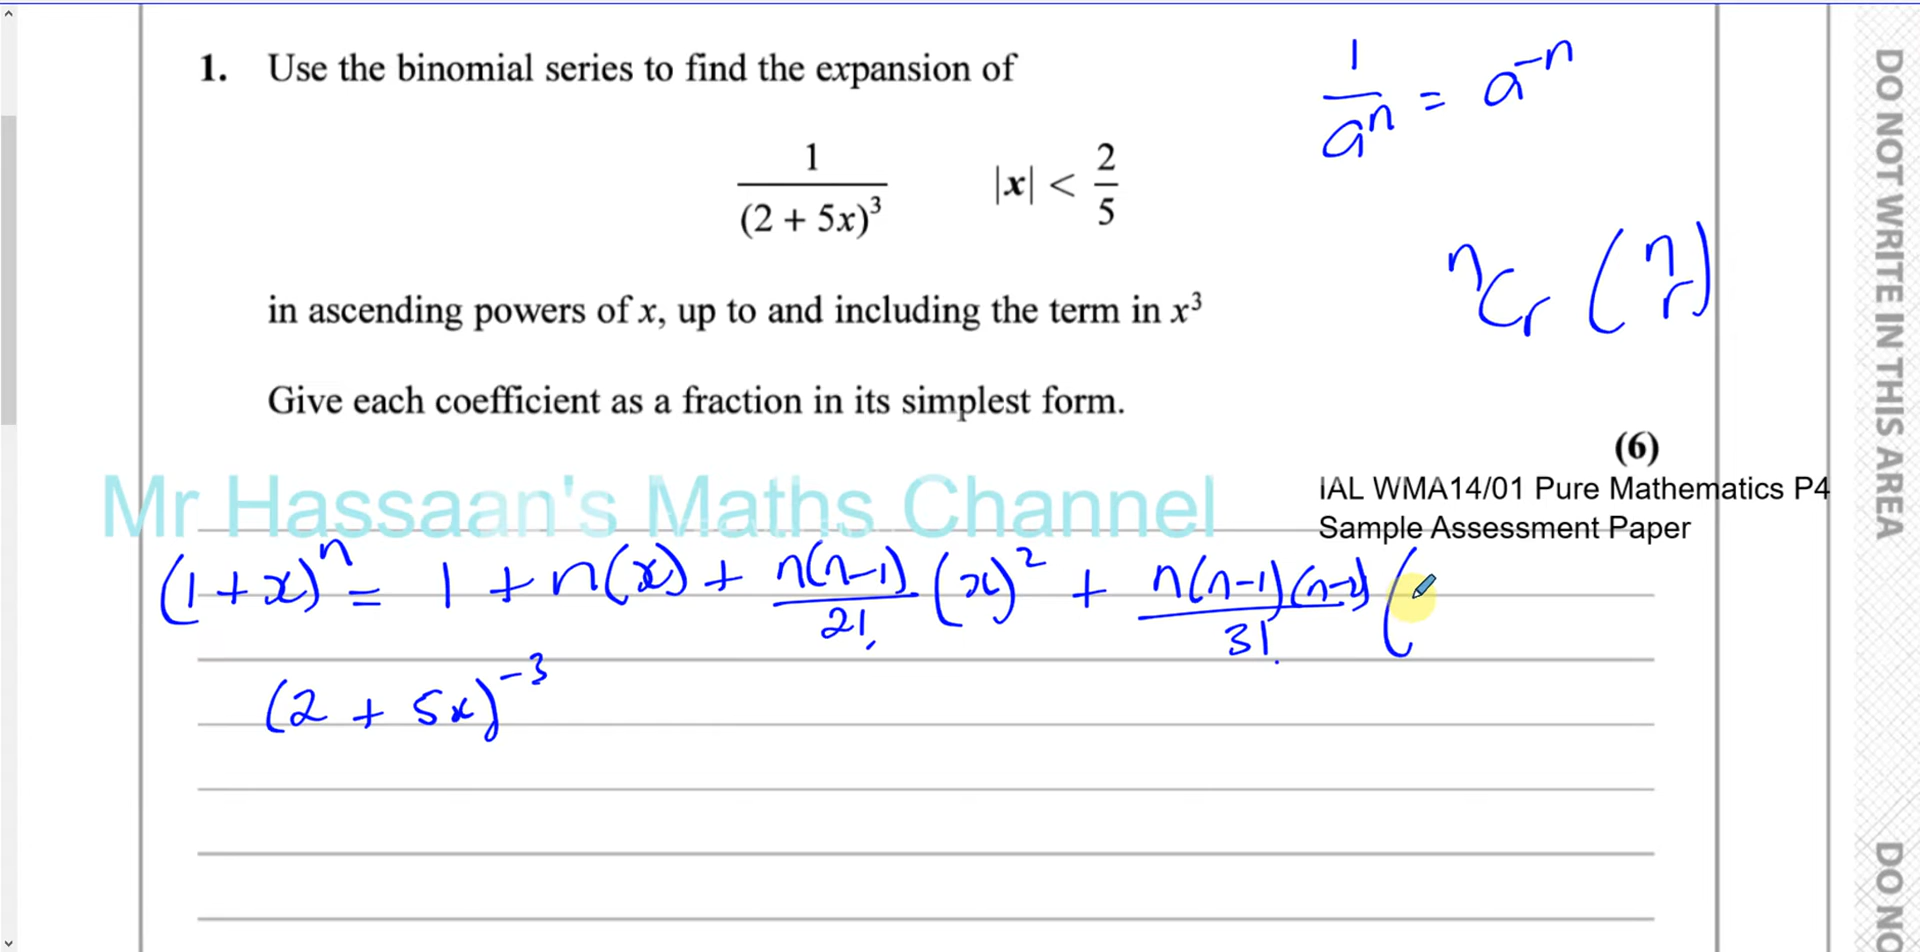 1. Use the binomial series to find the expansion of
1/(2 + 5x)³   |x| < 2/5
1/aⁿ = a⁻ⁿ
ⁿCᵣ (n r)
in ascending powers of x, up to and including the term in x³
Give each coefficient as a fraction in its simplest form.
(6)
Mr Hassaan's Maths Channel
IAL WMA14/01 Pure Mathematics P4
Sample Assessment Paper
(1+x)ⁿ = 1 + n(x) + n(n-1)/2! (x)² + n(n-1)(n-2)/3! (
(2 + 5x)⁻³
DO NOT WRITE IN THIS AREA
DO NO